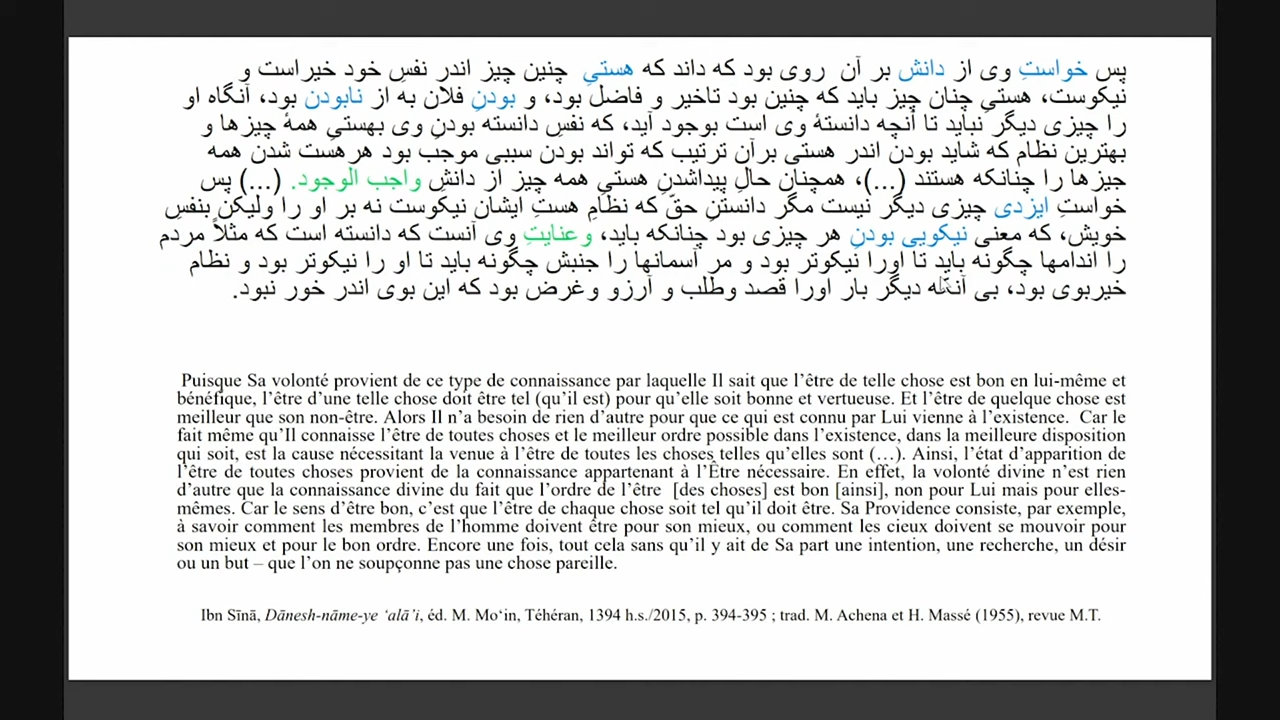 پس خواستِ وی از دانش بر آن روی بود که داند که هستیِ چنین چیز اندر نفسِ خود خیراست و
نیکوست، هستیِ چنان چیز باید که چنین بود تاخیر و فاضل بود، و بودنِ فلان به از نابودن بود، آنگاه او
را چیزی دیگر نباید تا آنچه دانستهٔ وی است بوجود آید، که نفسِ دانسته بودنِ وی بهستیِ همهٔ چیزها و
بهترین نظام که شاید بودن اندر هستی برآن ترتیب که تواند بودن سببی موجب بود هرهست شدن همه
جیزها را چنانکه هستند (...)، همچنان حالِ پیداشدنِ هستیِ همه چیز از دانشِ واجب الوجود. (...) پس
خواستِ ایزدی چیزی دیگر نیست مگر دانستنِ حقّ که نظامِ هستِ ایشان نیکوست نه بر او را ولیکن بنفسِ
خویش، که معنی نیکویی بودنِ هر چیزی بود چنانکه باید، وعنایتِ وی آنست که دانسته است که مثلاً مردم
را اندامها چگونه باید تا اورا نیکوتر بود و مر آسمانها را جنبش چگونه باید تا او را نیکوتر بود و نظام
خیربوی بود، بی آنکه دیگر بار اورا قصد وطلب و آرزو وغرض بود که این بوی اندر خور نبود.
Puisque Sa volonté provient de ce type de connaissance par laquelle Il sait que l’être de telle chose est bon en lui-même et
bénéfique, l’être d’une telle chose doit être tel (qu’il est) pour qu’elle soit bonne et vertueuse. Et l’être de quelque chose est
meilleur que son non-être. Alors Il n’a besoin de rien d’autre pour que ce qui est connu par Lui vienne à l’existence. Car le
fait même qu’Il connaisse l’être de toutes choses et le meilleur ordre possible dans l’existence, dans la meilleure disposition
qui soit, est la cause nécessitant la venue à l’être de toutes les choses telles qu’elles sont (…). Ainsi, l’état d’apparition de
l’être de toutes choses provient de la connaissance appartenant à l’Être nécessaire. En effet, la volonté divine n’est rien
d’autre que la connaissance divine du fait que l’ordre de l’être [des choses] est bon [ainsi], non pour Lui mais pour elles-
mêmes. Car le sens d’être bon, c’est que l’être de chaque chose soit tel qu’il doit être. Sa Providence consiste, par exemple,
à savoir comment les membres de l’homme doivent être pour son mieux, ou comment les cieux doivent se mouvoir pour
son mieux et pour le bon ordre. Encore une fois, tout cela sans qu’il y ait de Sa part une intention, une recherche, un désir
ou un but – que l’on ne soupçonne pas une chose pareille.
Ibn Sīnā, Dānesh-nāme-ye ‘alā’i, éd. M. Mo‘in, Téhéran, 1394 h.s./2015, p. 394-395 ; trad. M. Achena et H. Massé (1955), revue M.T.